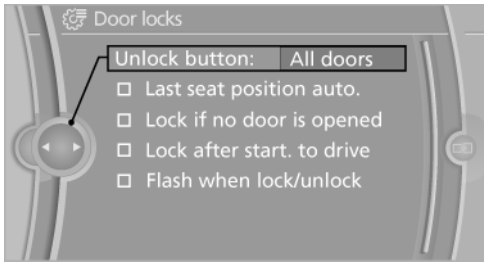 Door locks
Unlock button: All doors
Last seat position auto.
Lock if no door is opened
Lock after start. to drive
Flash when lock/unlock